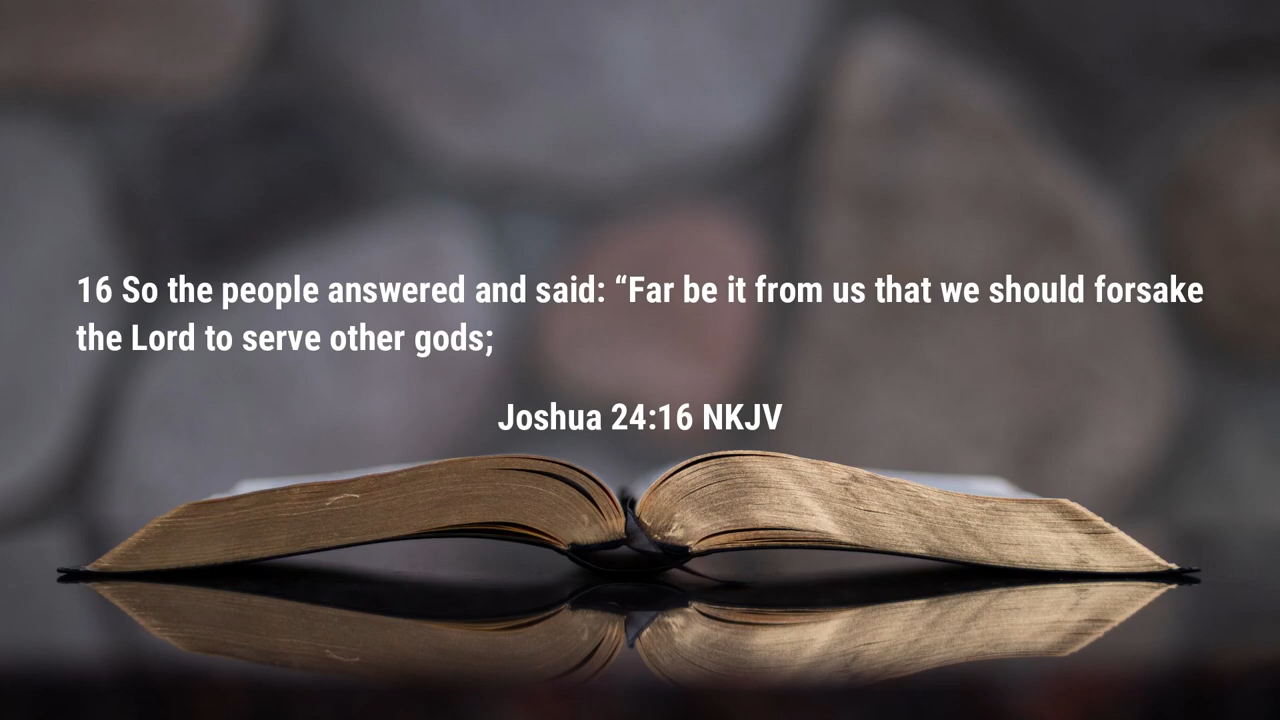 16 So the people answered and said: “Far be it from us that we should forsake
the Lord to serve other gods;
Joshua 24:16 NKJV